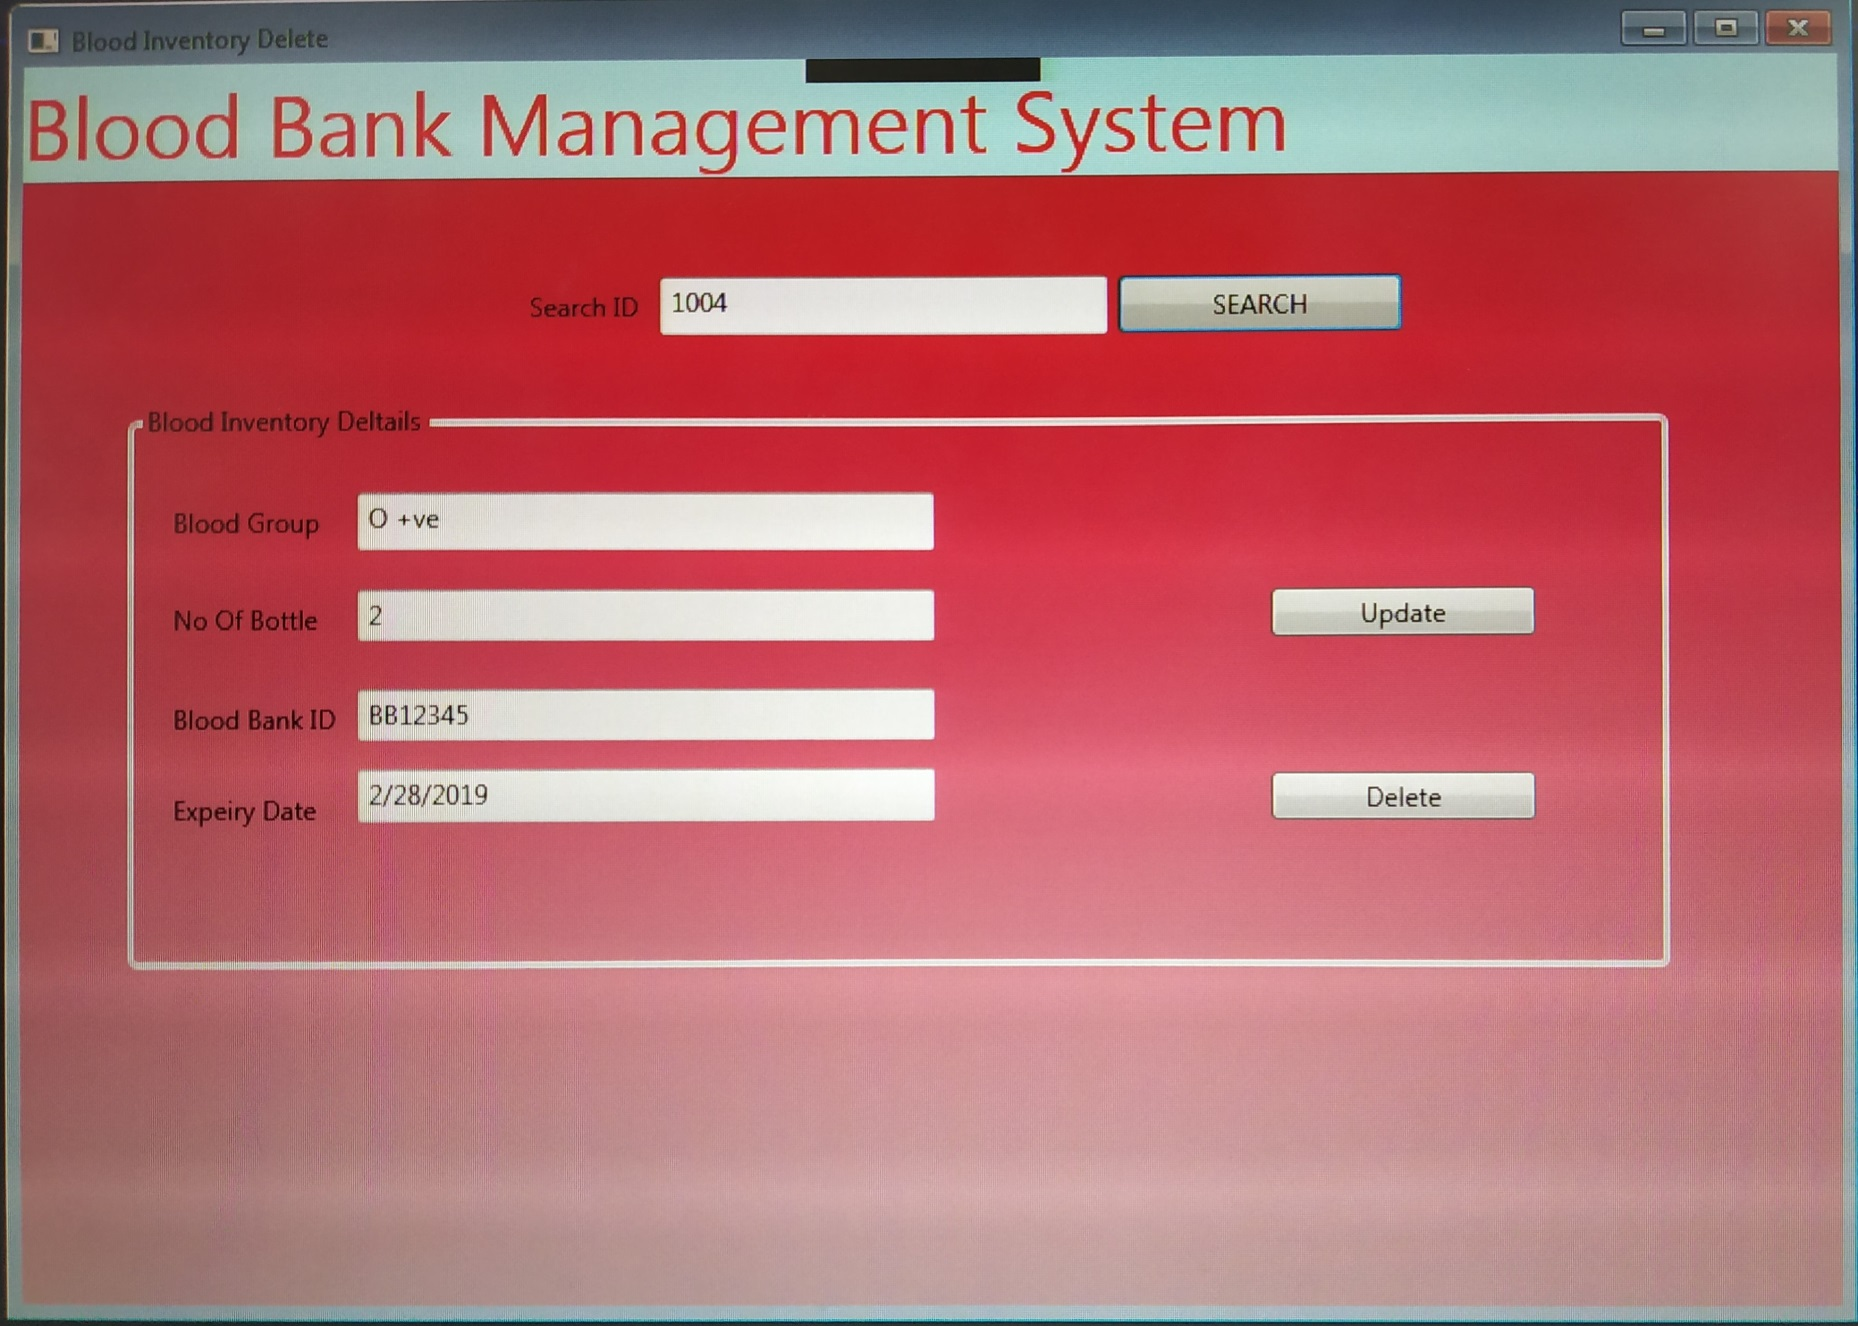 Blood Inventory Delete
Blood Bank Management System
Search ID 1004 SEARCH
Blood Inventory Deltails
Blood Group O +ve
No Of Bottle 2 Update
Blood Bank ID BB12345
Expeiry Date 2/28/2019 Delete